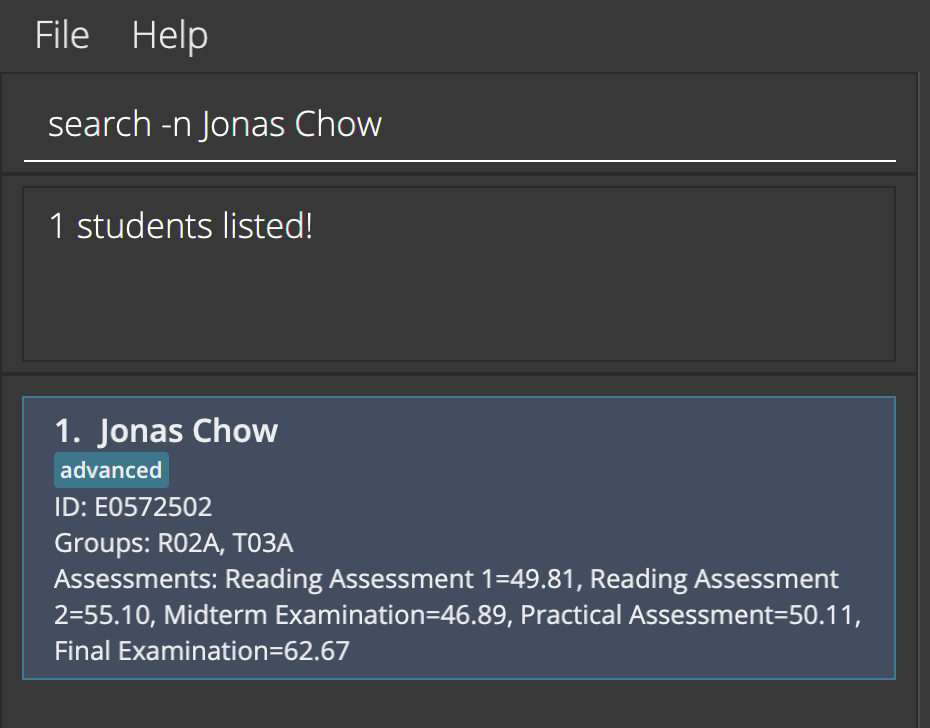 File Help
search -n Jonas Chow
1 students listed!
1. Jonas Chow
advanced
ID: E0572502
Groups: R02A, T03A
Assessments: Reading Assessment 1=49.81, Reading Assessment
2=55.10, Midterm Examination=46.89, Practical Assessment=50.11,
Final Examination=62.67